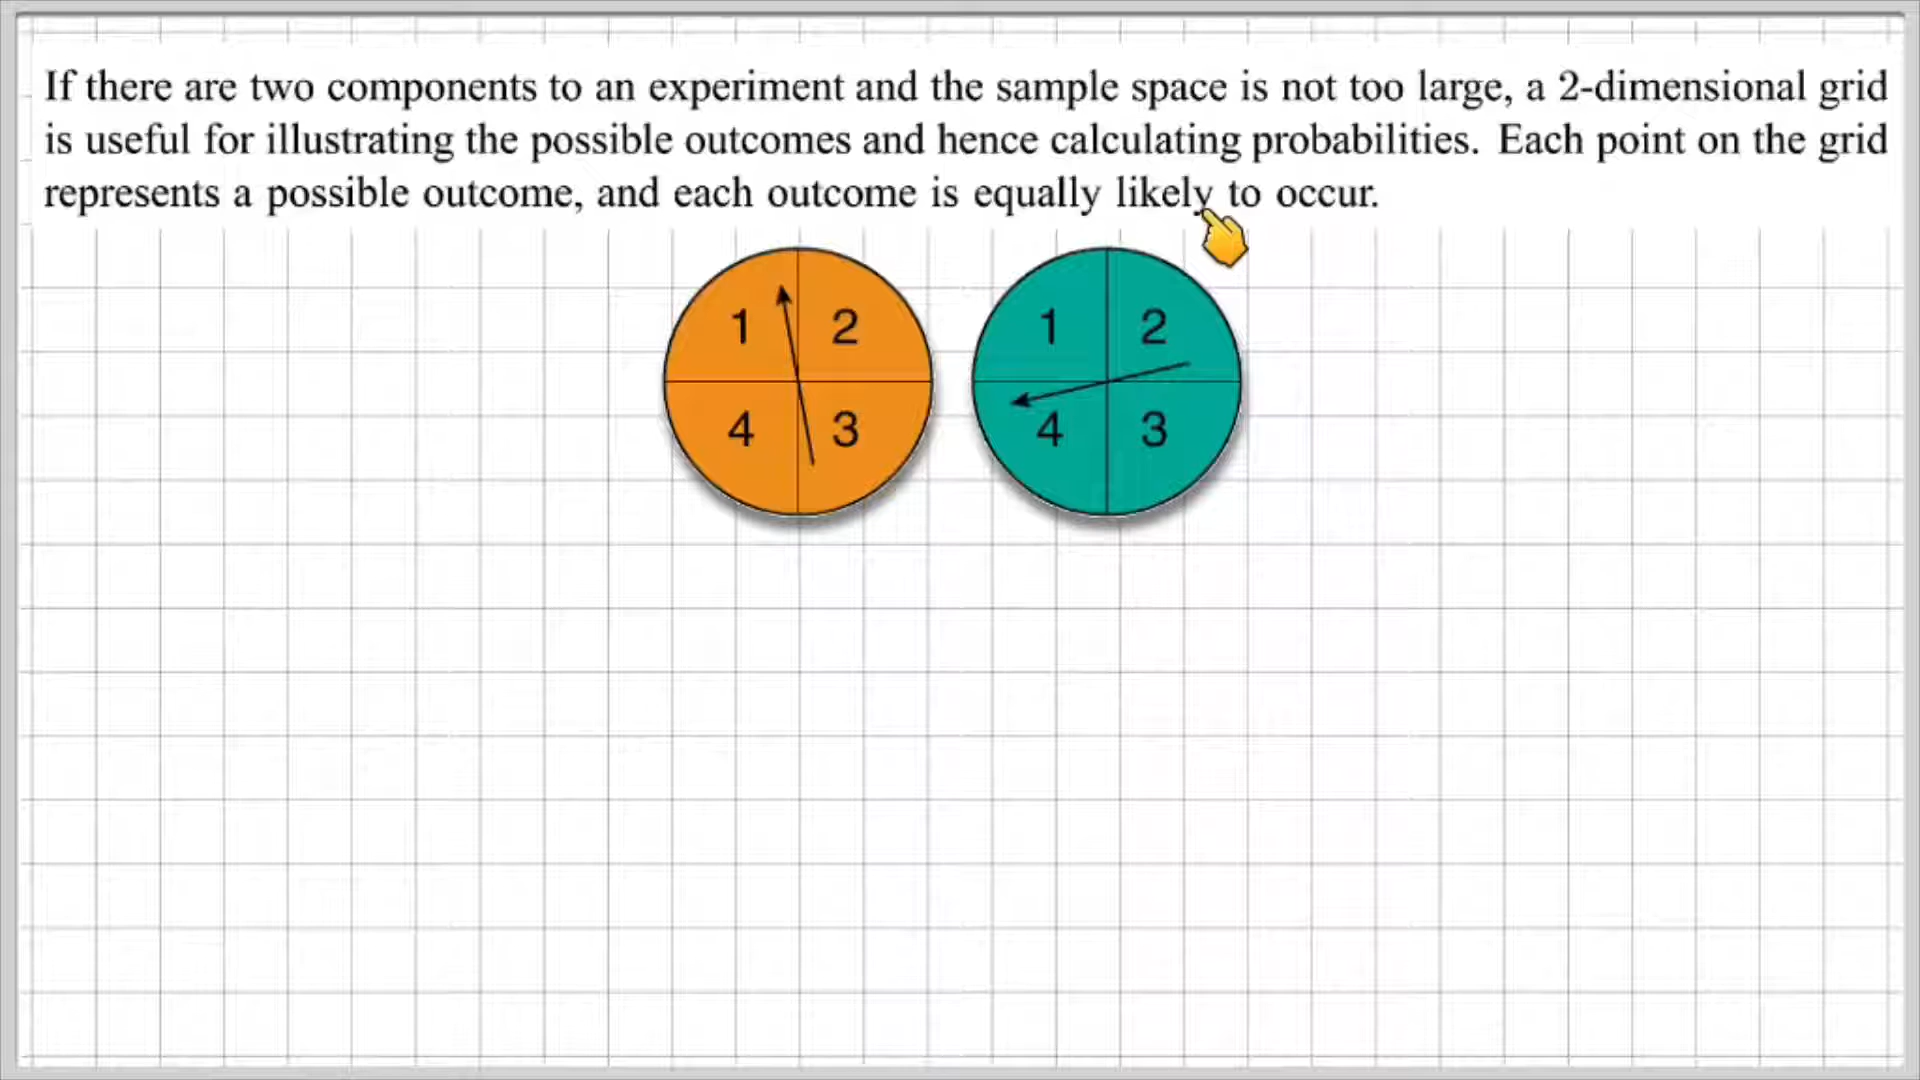 If there are two components to an experiment and the sample space is not too large, a 2-dimensional grid
is useful for illustrating the possible outcomes and hence calculating probabilities. Each point on the grid
represents a possible outcome, and each outcome is equally likely to occur.
1 2
4 3
1 2
4 3